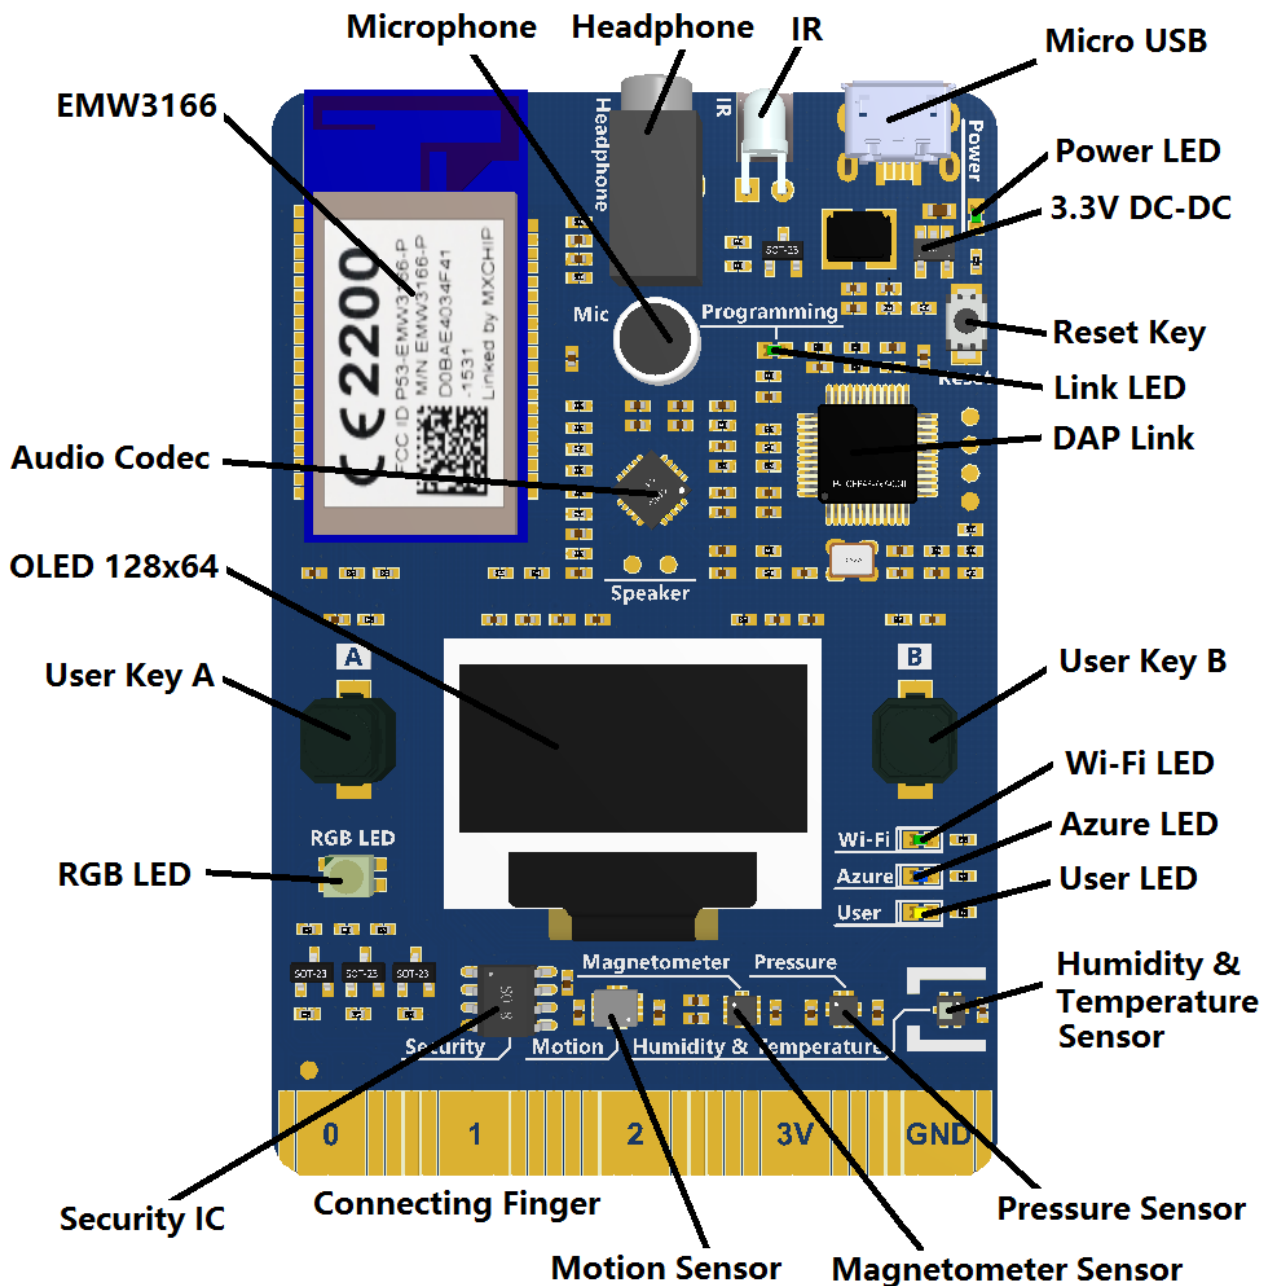 Microphone
Headphone
IR
Micro USB
EMW3166
Power LED
3.3V DC-DC
Reset Key
Link LED
DAP Link
Audio Codec
OLED 128x64
User Key A
User Key B
Wi-Fi LED
Azure LED
User LED
RGB LED
Humidity &
Temperature
Sensor
Security IC
Connecting Finger
Motion Sensor
Magnetometer Sensor
Pressure Sensor
Headphone
IR
Power
CE 2200
FCC ID P53-EMW3166-P
M/N EMW3166-P
D0BAE4034F41
-1531
Linked by MXCHIP
SOT-23
Mic
Programming
Reset
Speaker
A
B
RGB LED
Wi-Fi
Azure
User
SOT-23
SOT-23
SOT-23
SO
8
Magnetometer
Pressure
Security
Motion
Humidity & Temperature
0
1
2
3V
GND